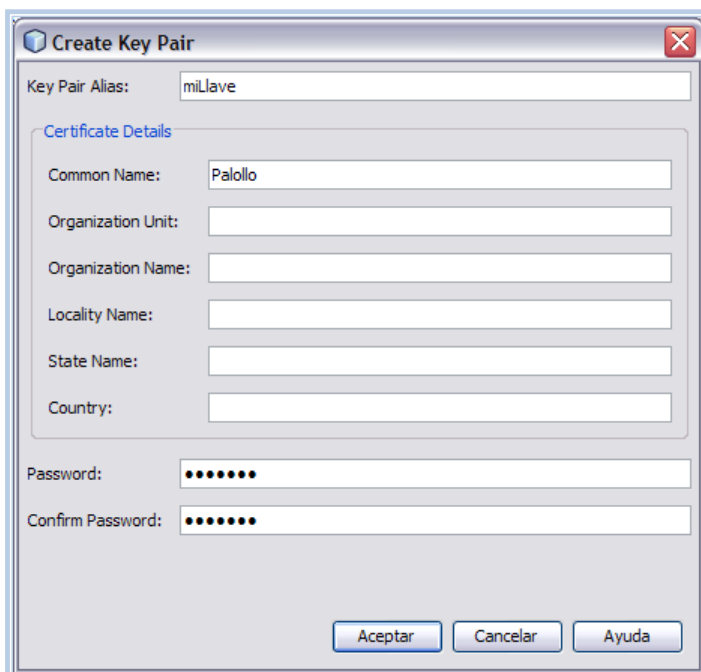 Create Key Pair
Key Pair Alias: miLlave
Certificate Details
Common Name: Palollo
Organization Unit:
Organization Name:
Locality Name:
State Name:
Country:
Password: •••••••
Confirm Password: •••••••
Aceptar Cancelar Ayuda